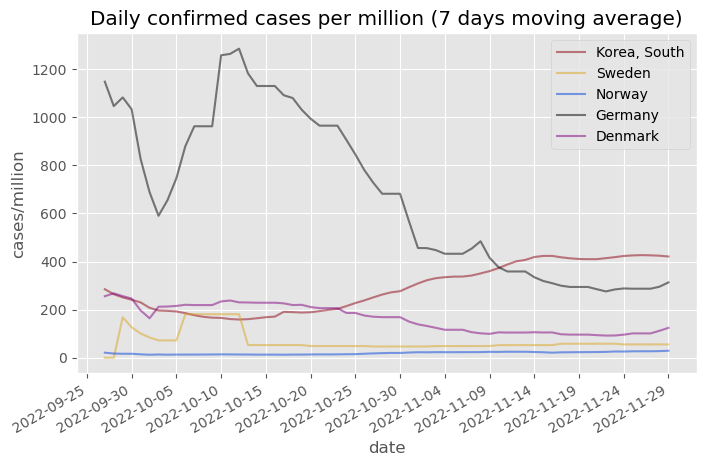 Daily confirmed cases per million (7 days moving average)
Korea, South
Sweden
Norway
Germany
Denmark
cases/million
1200
1000
800
600
400
200
0
2022-09-25
2022-09-30
2022-10-05
2022-10-10
2022-10-15
2022-10-20
2022-10-25
2022-10-30
2022-11-04
2022-11-09
2022-11-14
2022-11-19
2022-11-24
2022-11-29
date